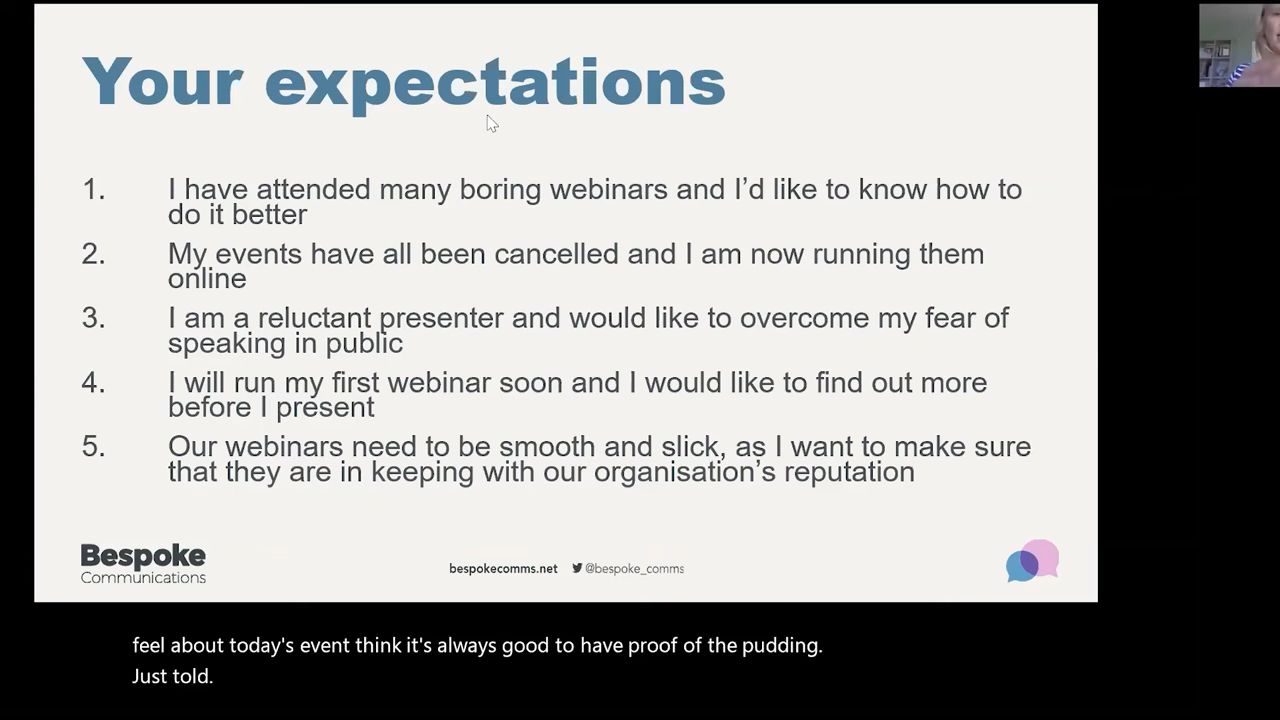 Your expectations
1. I have attended many boring webinars and I’d like to know how to
do it better
2. My events have all been cancelled and I am now running them
online
3. I am a reluctant presenter and would like to overcome my fear of
speaking in public
4. I will run my first webinar soon and I would like to find out more
before I present
5. Our webinars need to be smooth and slick, as I want to make sure
that they are in keeping with our organisation’s reputation
Bespoke
Communications
bespokecomms.net @bespoke_comms
feel about today's event think it's always good to have proof of the pudding.
Just told.